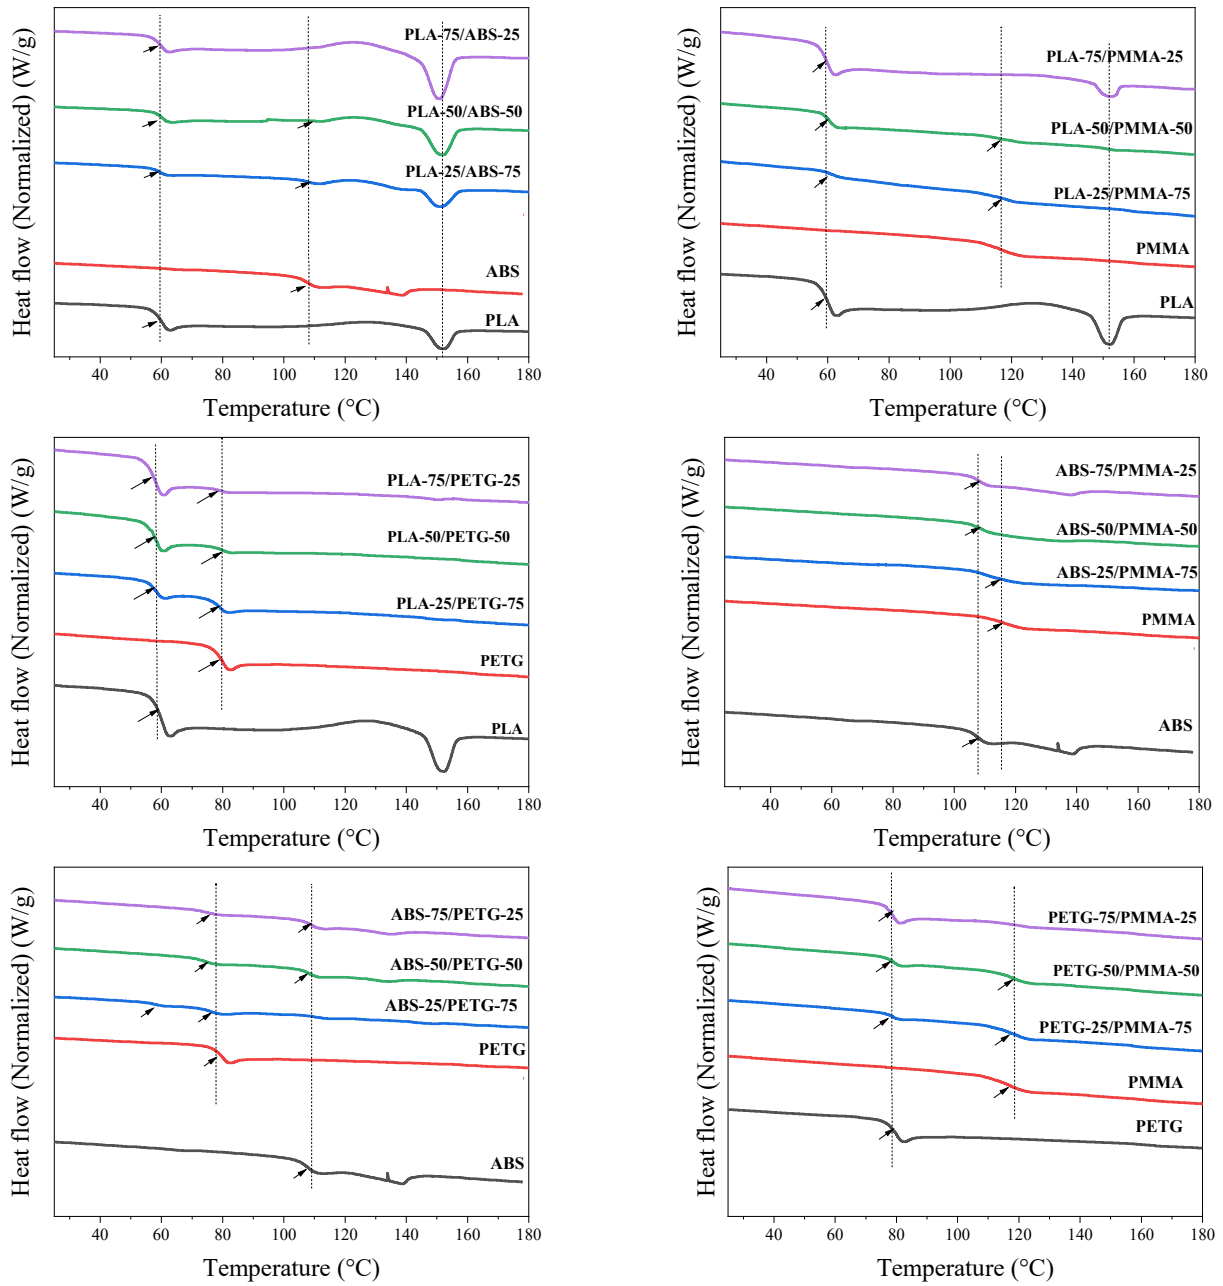 Heat flow (Normalized) (W/g)
PLA-75/ABS-25
PLA-50/ABS-50
PLA-25/ABS-75
ABS
PLA
40 60 80 100 120 140 160 180
Temperature (°C)
Heat flow (Normalized) (W/g)
PLA-75/PMMA-25
PLA-50/PMMA-50
PLA-25/PMMA-75
PMMA
PLA
40 60 80 100 120 140 160 180
Temperature (°C)
Heat flow (Normalized) (W/g)
PLA-75/PETG-25
PLA-50/PETG-50
PLA-25/PETG-75
PETG
PLA
40 60 80 100 120 140 160 180
Temperature (°C)
Heat flow (Normalized) (W/g)
ABS-75/PMMA-25
ABS-50/PMMA-50
ABS-25/PMMA-75
PMMA
ABS
40 60 80 100 120 140 160 180
Temperature (°C)
Heat flow (Normalized) (W/g)
ABS-75/PETG-25
ABS-50/PETG-50
ABS-25/PETG-75
PETG
ABS
40 60 80 100 120 140 160 180
Temperature (°C)
Heat flow (Normalized) (W/g)
PETG-75/PMMA-25
PETG-50/PMMA-50
PETG-25/PMMA-75
PMMA
PETG
40 60 80 100 120 140 160 180
Temperature (°C)